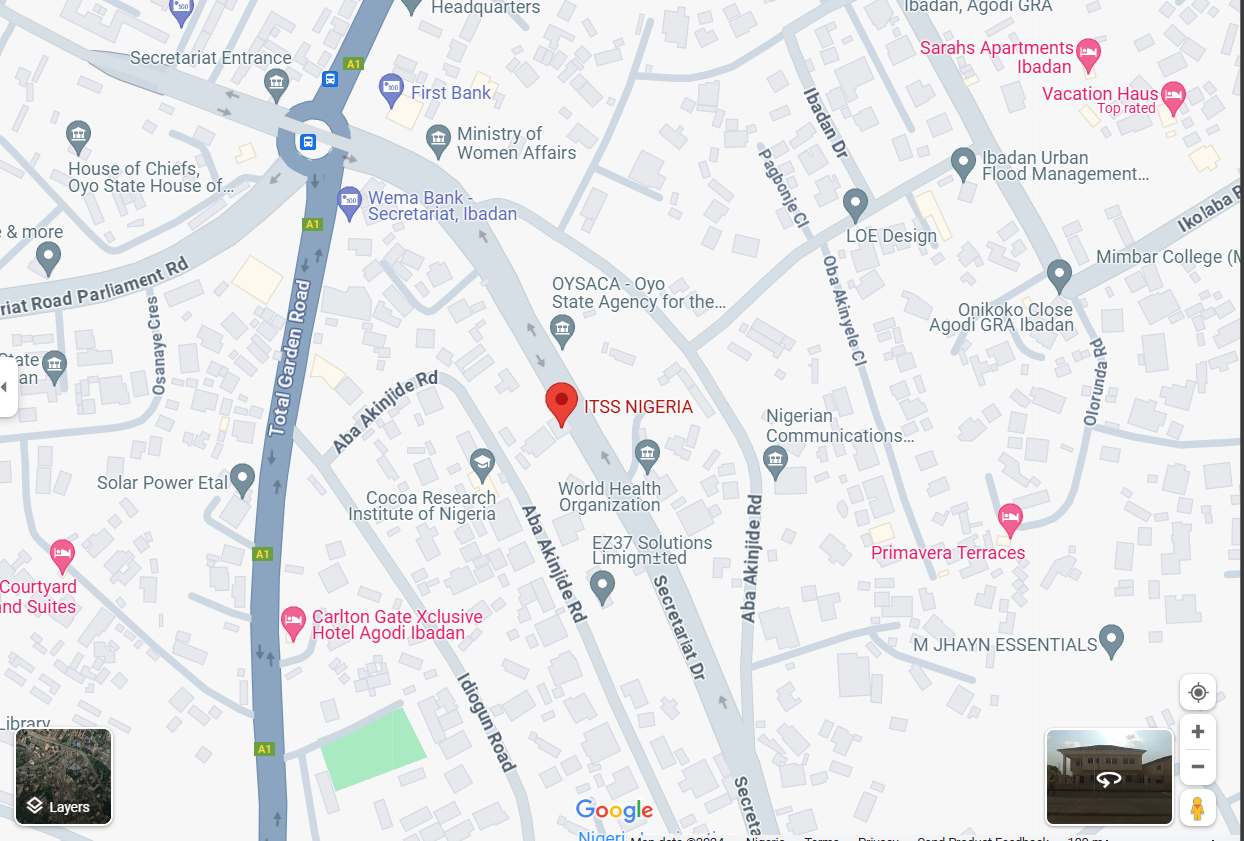 Headquarters
Ibadan, Agodi GRA
Secretariat Entrance
A1
Sarahs Apartments
Ibadan
First Bank
Vacation Haus
Top rated
Ibadan Dr
Ministry of
Women Affairs
House of Chiefs,
Oyo State House of…
Pagbonje Cl
Ibadan Urban
Flood Management…
Wema Bank -
Secretariat, Ibadan
A1
Ikolaba R
e & more
LOE Design
Mimbar College (M
riat Road Parliament Rd
Oba Akinyele Cl
OYSACA - Oyo
State Agency for the…
Onikoko Close
Agodi GRA Ibadan
Osanaye Cres
Total Garden Road
State
an
Olorunda Rd
Aba Akinjide Rd
ITSS NIGERIA
Nigerian
Communications…
Solar Power Etal
Cocoa Research
Institute of Nigeria
World Health
Organization
Aba Akinjide Rd
Aba Akinjide Rd
EZ37 Solutions
Limigm±ted
Primavera Terraces
A1
Courtyard
nd Suites
Carlton Gate Xclusive
Hotel Agodi Ibadan
Secretariat Dr
M JHAYN ESSENTIALS
Idiogun Road
Library
A1
Layers
Google
Secreta